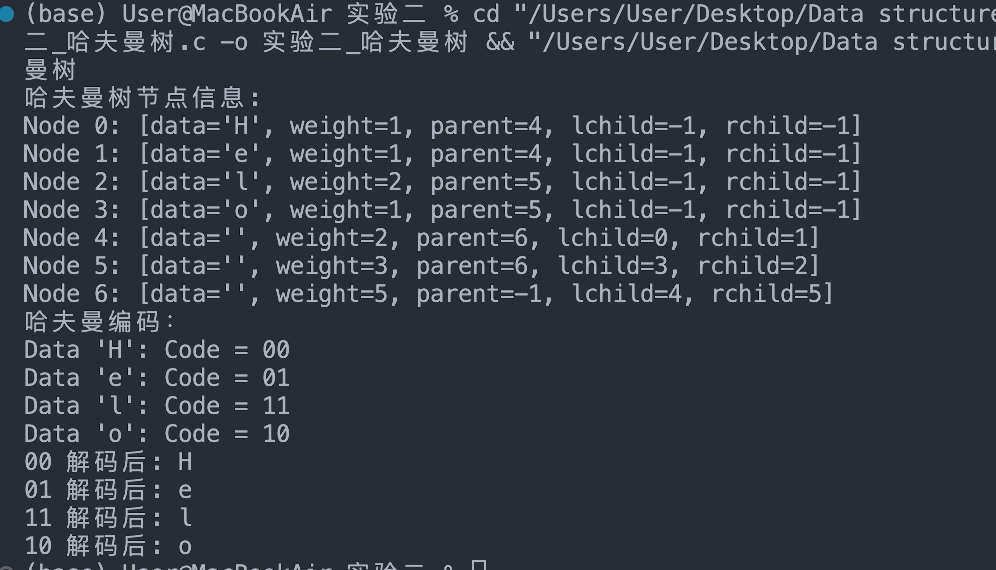 (base) User@MacBookAir 实验二 % cd "/Users/User/Desktop/Data structure
二_哈夫曼树.c -o 实验二_哈夫曼树 && "/Users/User/Desktop/Data structur
曼树
哈夫曼树节点信息:
Node 0: [data='H', weight=1, parent=4, lchild=-1, rchild=-1]
Node 1: [data='e', weight=1, parent=4, lchild=-1, rchild=-1]
Node 2: [data='l', weight=2, parent=5, lchild=-1, rchild=-1]
Node 3: [data='o', weight=1, parent=5, lchild=-1, rchild=-1]
Node 4: [data='', weight=2, parent=6, lchild=0, rchild=1]
Node 5: [data='', weight=3, parent=6, lchild=3, rchild=2]
Node 6: [data='', weight=5, parent=-1, lchild=4, rchild=5]
哈夫曼编码:
Data 'H': Code = 00
Data 'e': Code = 01
Data 'l': Code = 11
Data 'o': Code = 10
00 解码后: H
01 解码后: e
11 解码后: l
10 解码后: o
(base) User@MacBookAir 实验二 %